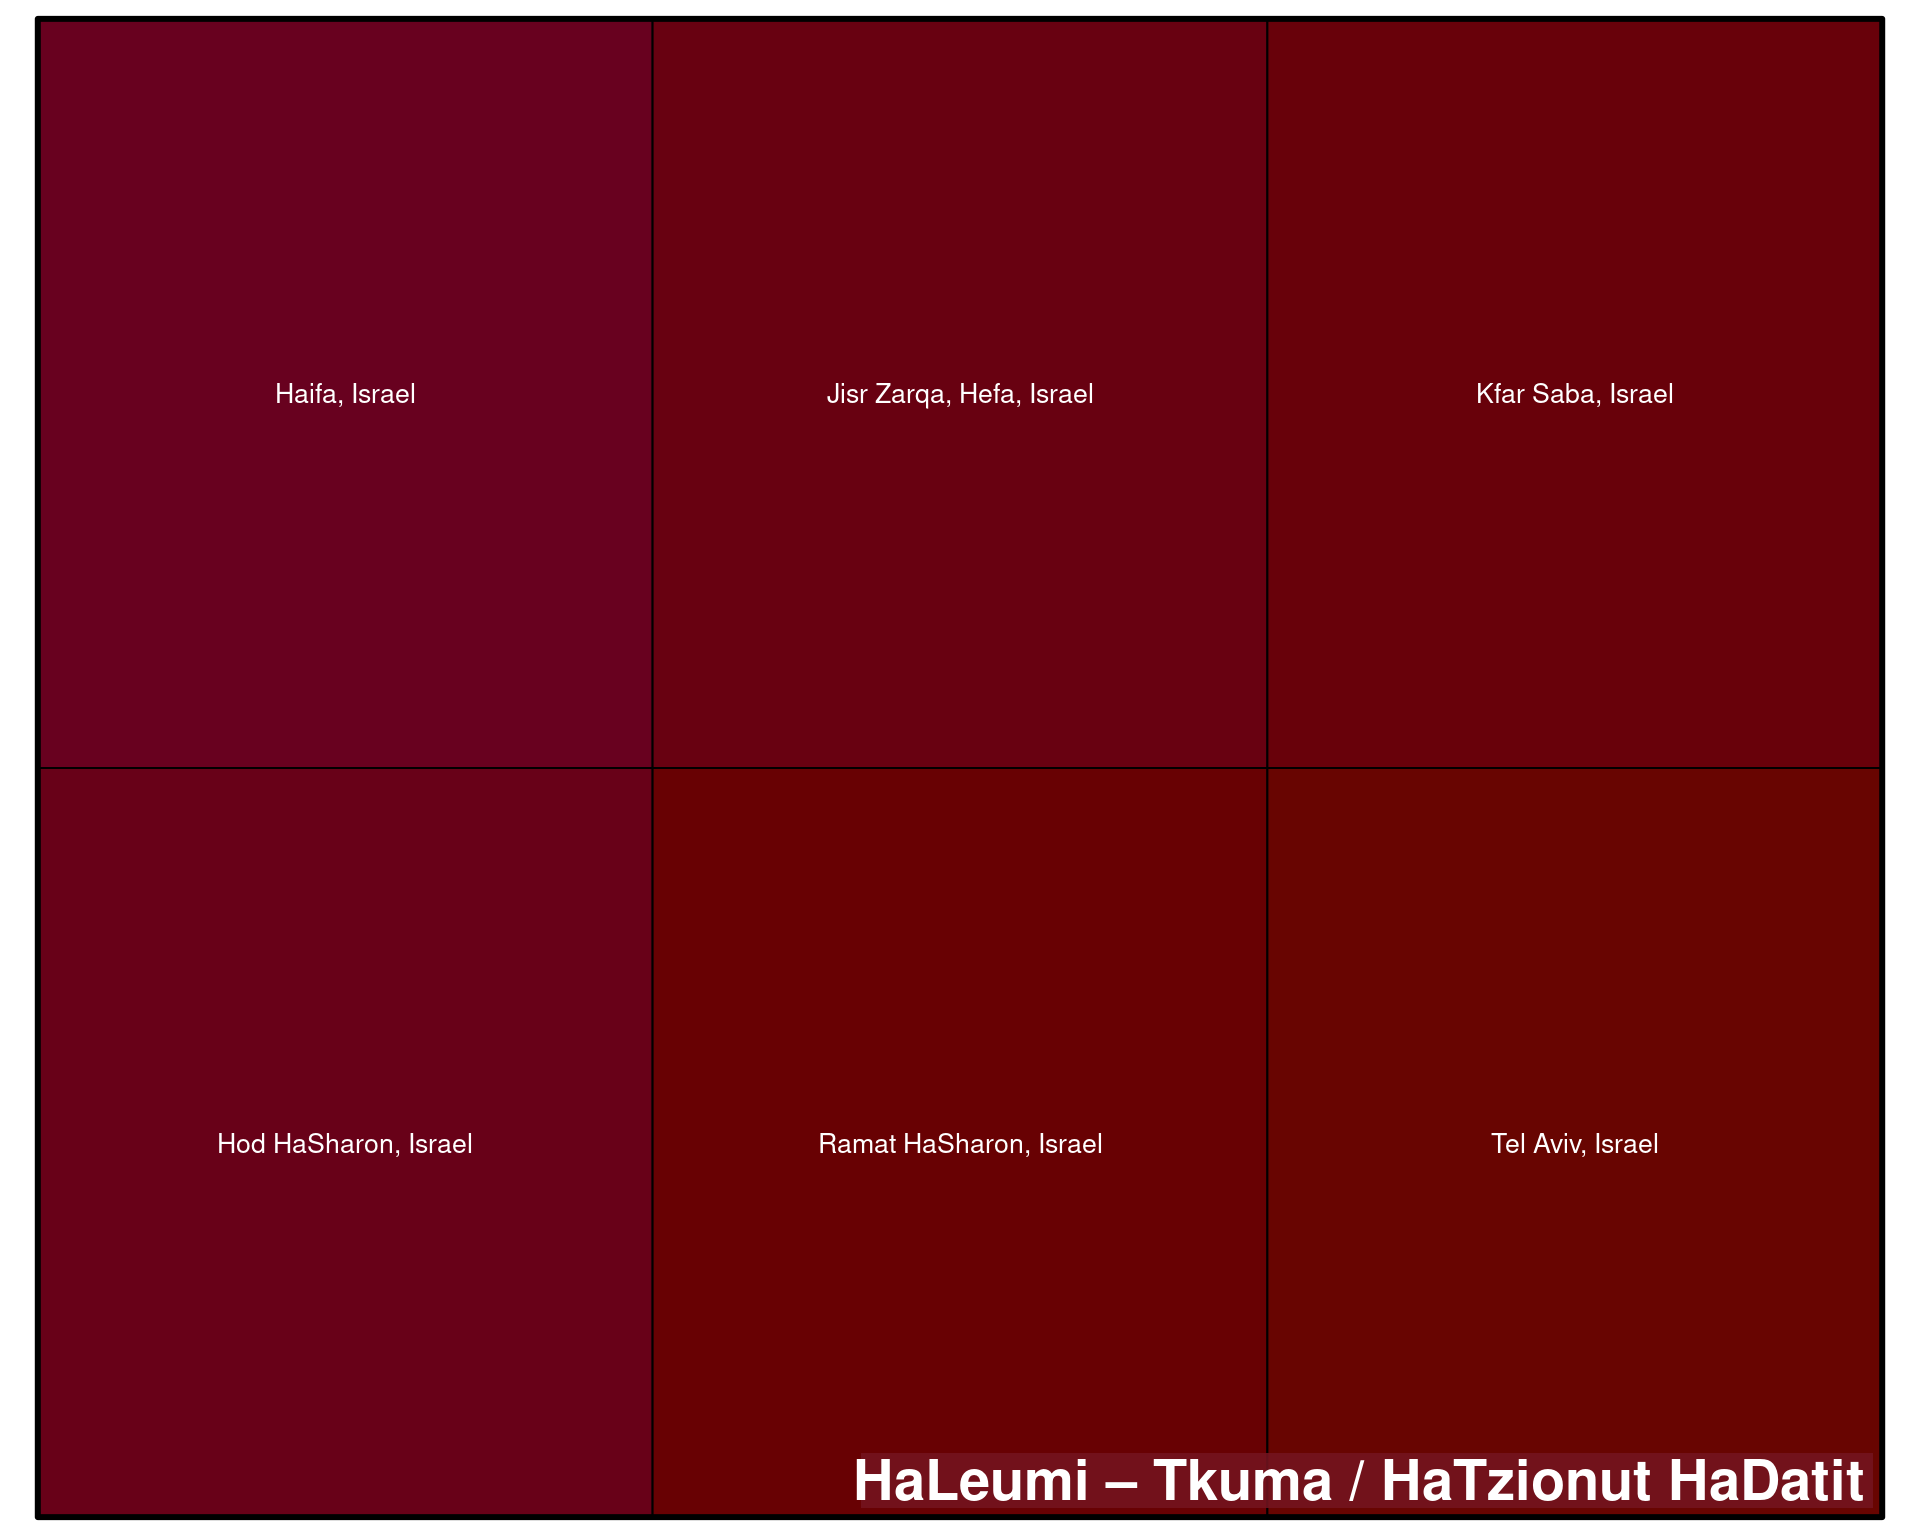 Haifa, Israel
Jisr Zarqa, Hefa, Israel
Kfar Saba, Israel
Hod HaSharon, Israel
Ramat HaSharon, Israel
Tel Aviv, Israel
HaLeumi – Tkuma / HaTzionut HaDatit